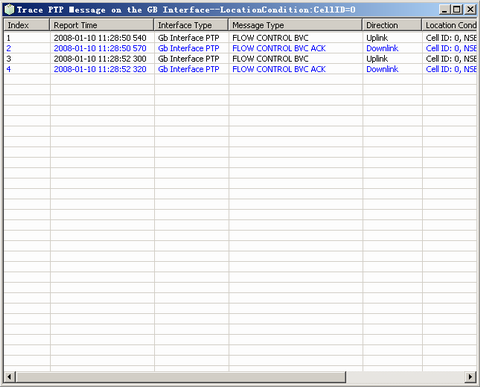 Trace PTP Message on the GB Interface--LocationCondition:CellID=0
Index Report Time Interface Type Message Type Direction Location Cond
1 2008-01-10 11:28:50 540 Gb Interface PTP FLOW CONTROL BVC Uplink Cell ID: 0, NSE
2 2008-01-10 11:28:50 570 Gb Interface PTP FLOW CONTROL BVC ACK Downlink Cell ID: 0, NSE
3 2008-01-10 11:28:52 300 Gb Interface PTP FLOW CONTROL BVC Uplink Cell ID: 0, NSE
4 2008-01-10 11:28:52 320 Gb Interface PTP FLOW CONTROL BVC ACK Downlink Cell ID: 0, NSE